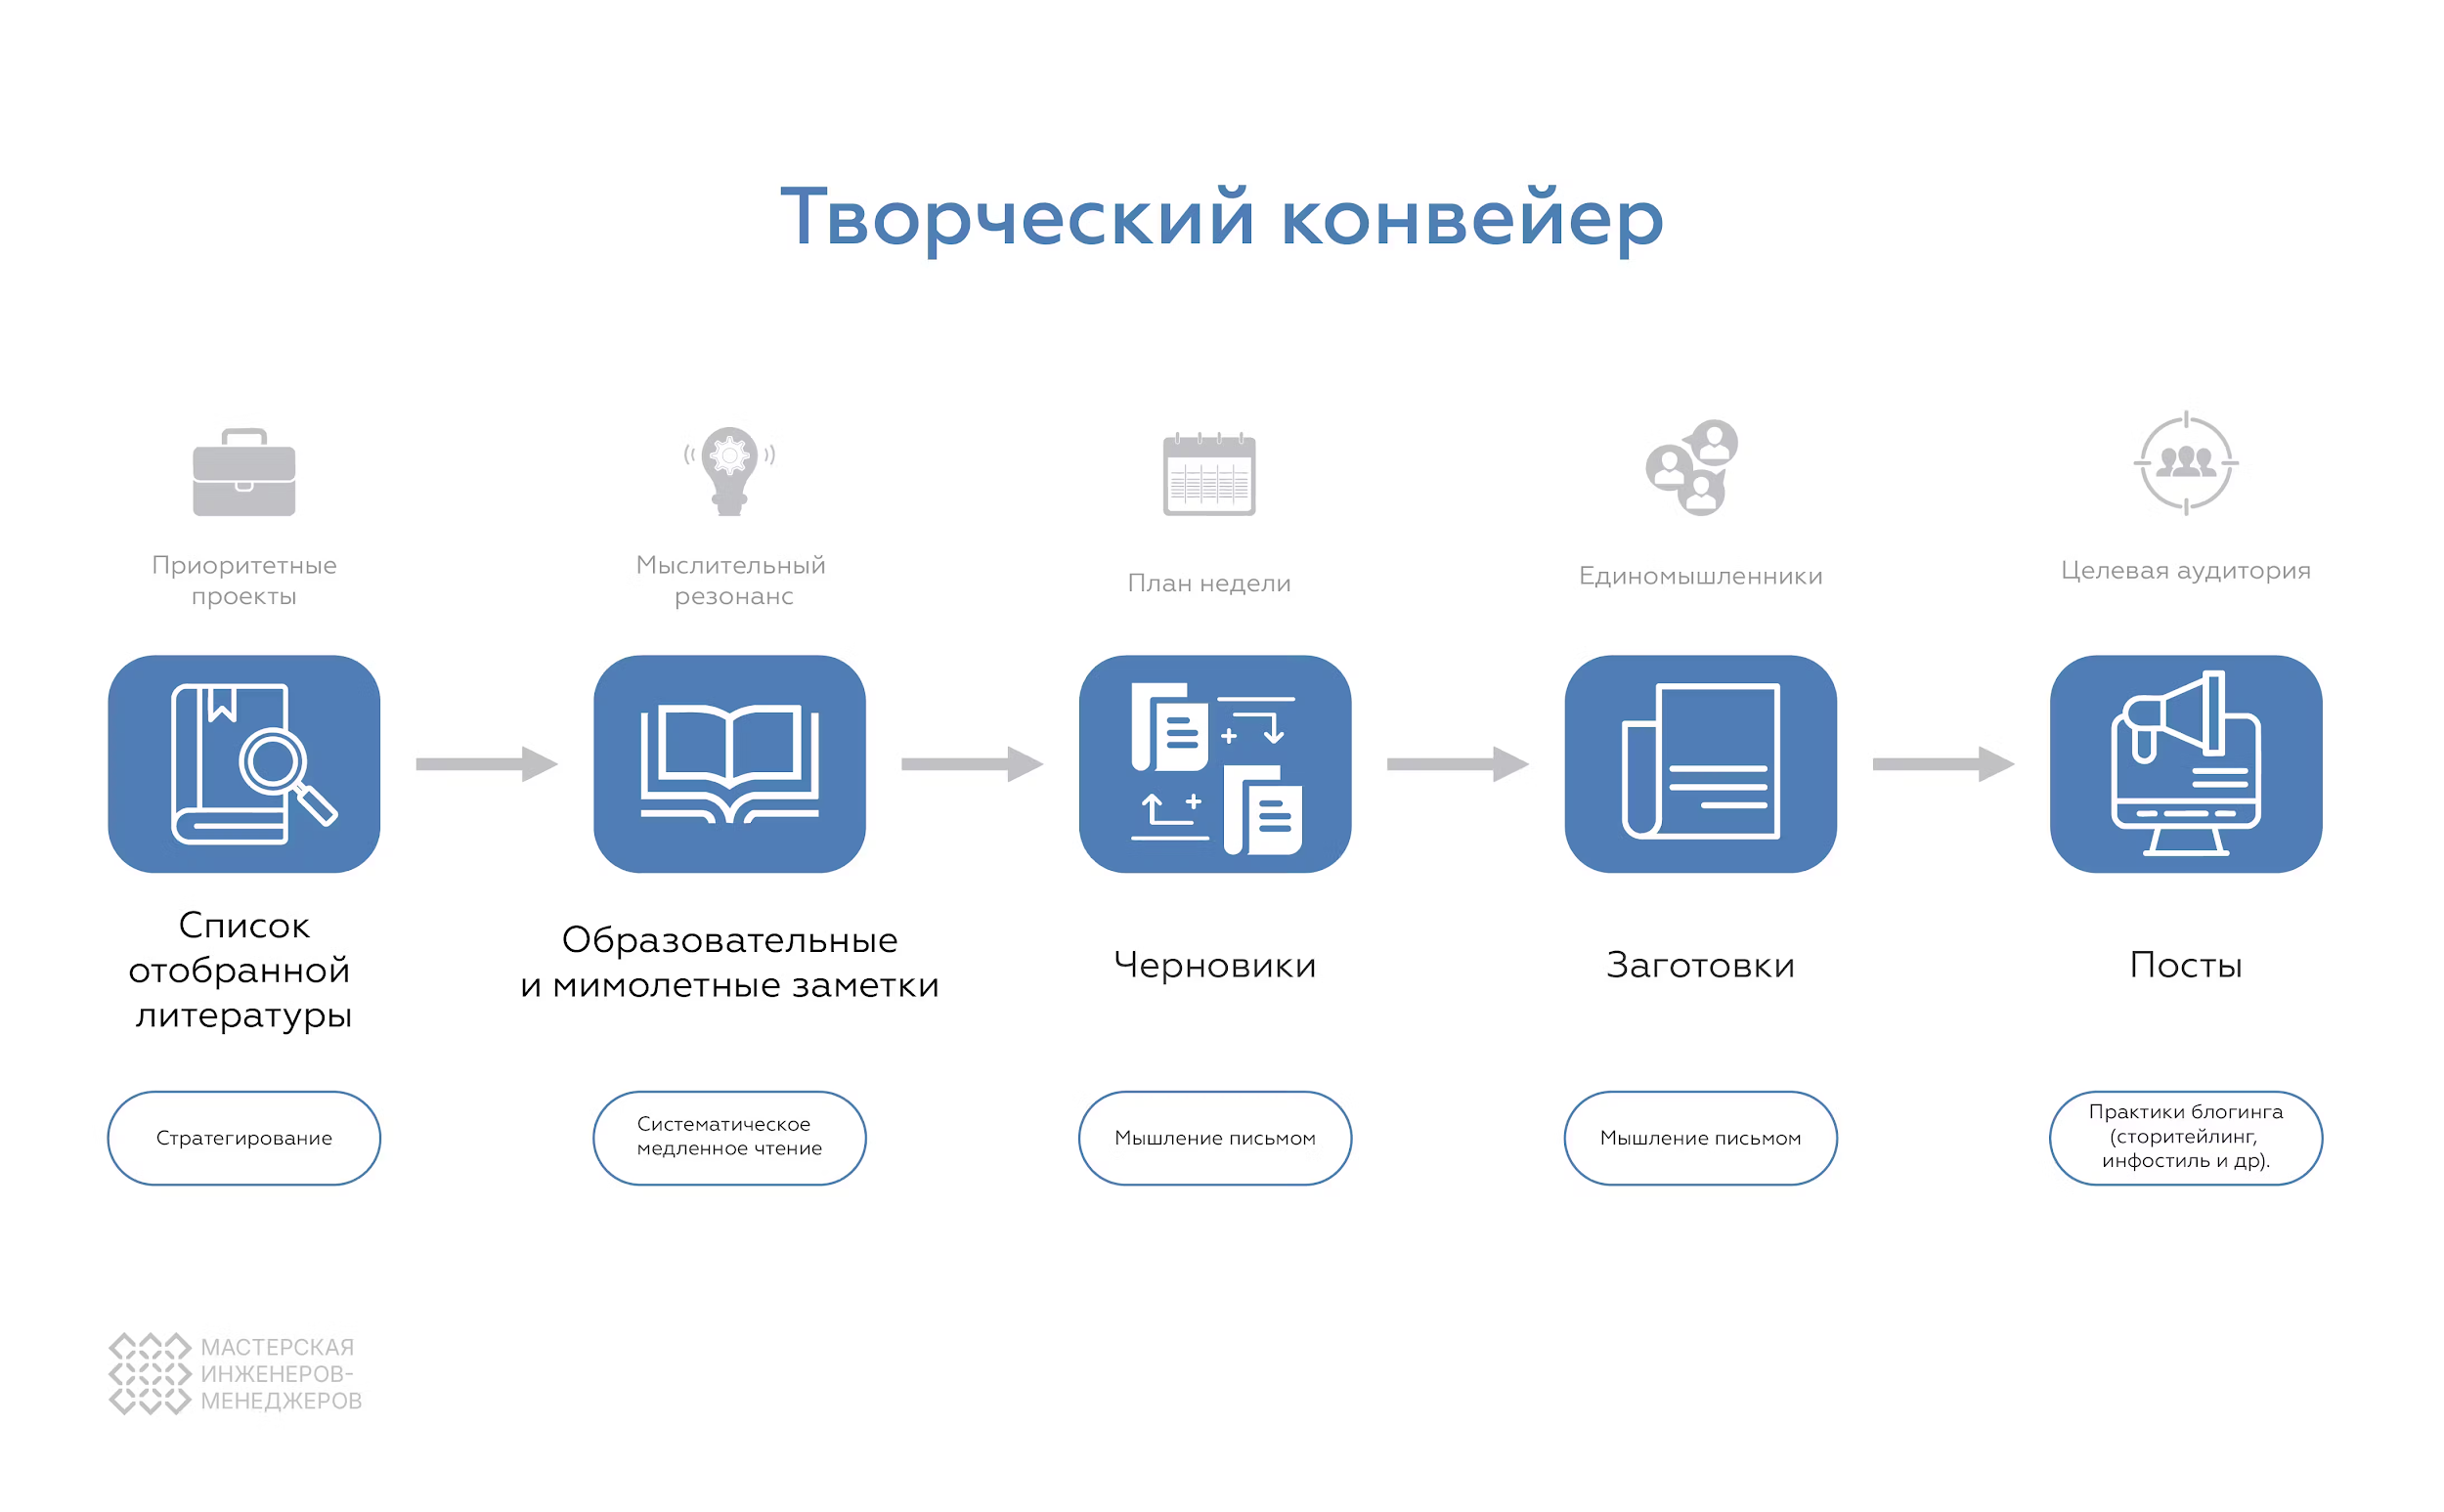 Творческий конвейер
Приоритетные
проекты
Мыслительный
резонанс
План недели
Единомышленники
Целевая аудитория
Список
отобранной
литературы
Образовательные
и мимолетные заметки
Черновики
Заготовки
Посты
Стратегирование
Систематическое
медленное чтение
Мышление письмом
Мышление письмом
Практики блогинга
(сторитейлинг,
инфостиль и др).
МАСТЕРСКАЯ
ИНЖЕНЕРОВ-
МЕНЕДЖЕРОВ